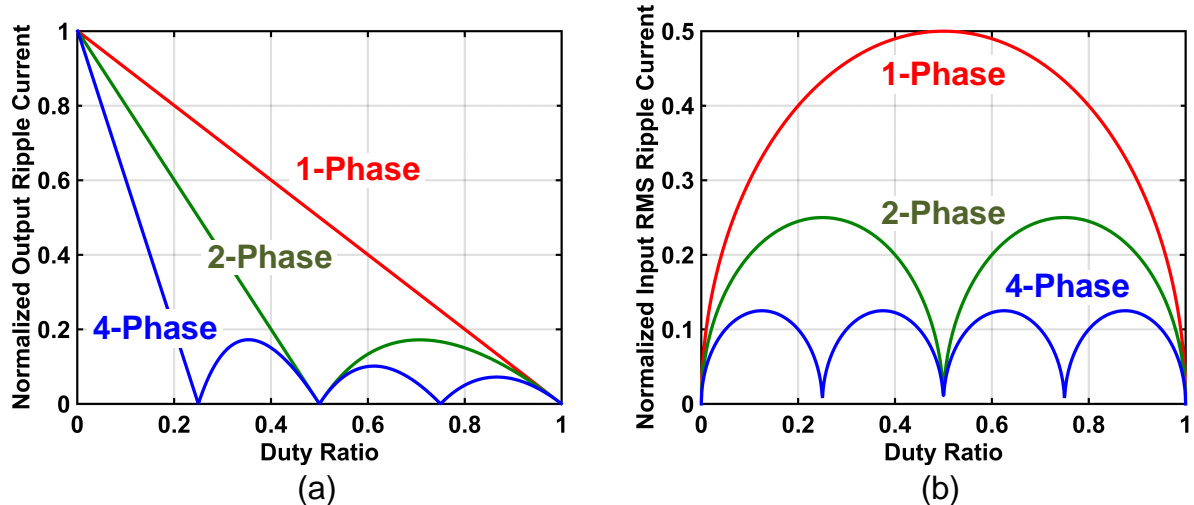 Normalized Output Ripple Current
1
0.8
0.6
0.4
0.2
0
1-Phase
2-Phase
4-Phase
0 0.2 0.4 0.6 0.8 1
Duty Ratio
(a)
Normalized Input RMS Ripple Current
0.5
0.4
0.3
0.2
0.1
0
1-Phase
2-Phase
4-Phase
0 0.2 0.4 0.6 0.8 1
Duty Ratio
(b)